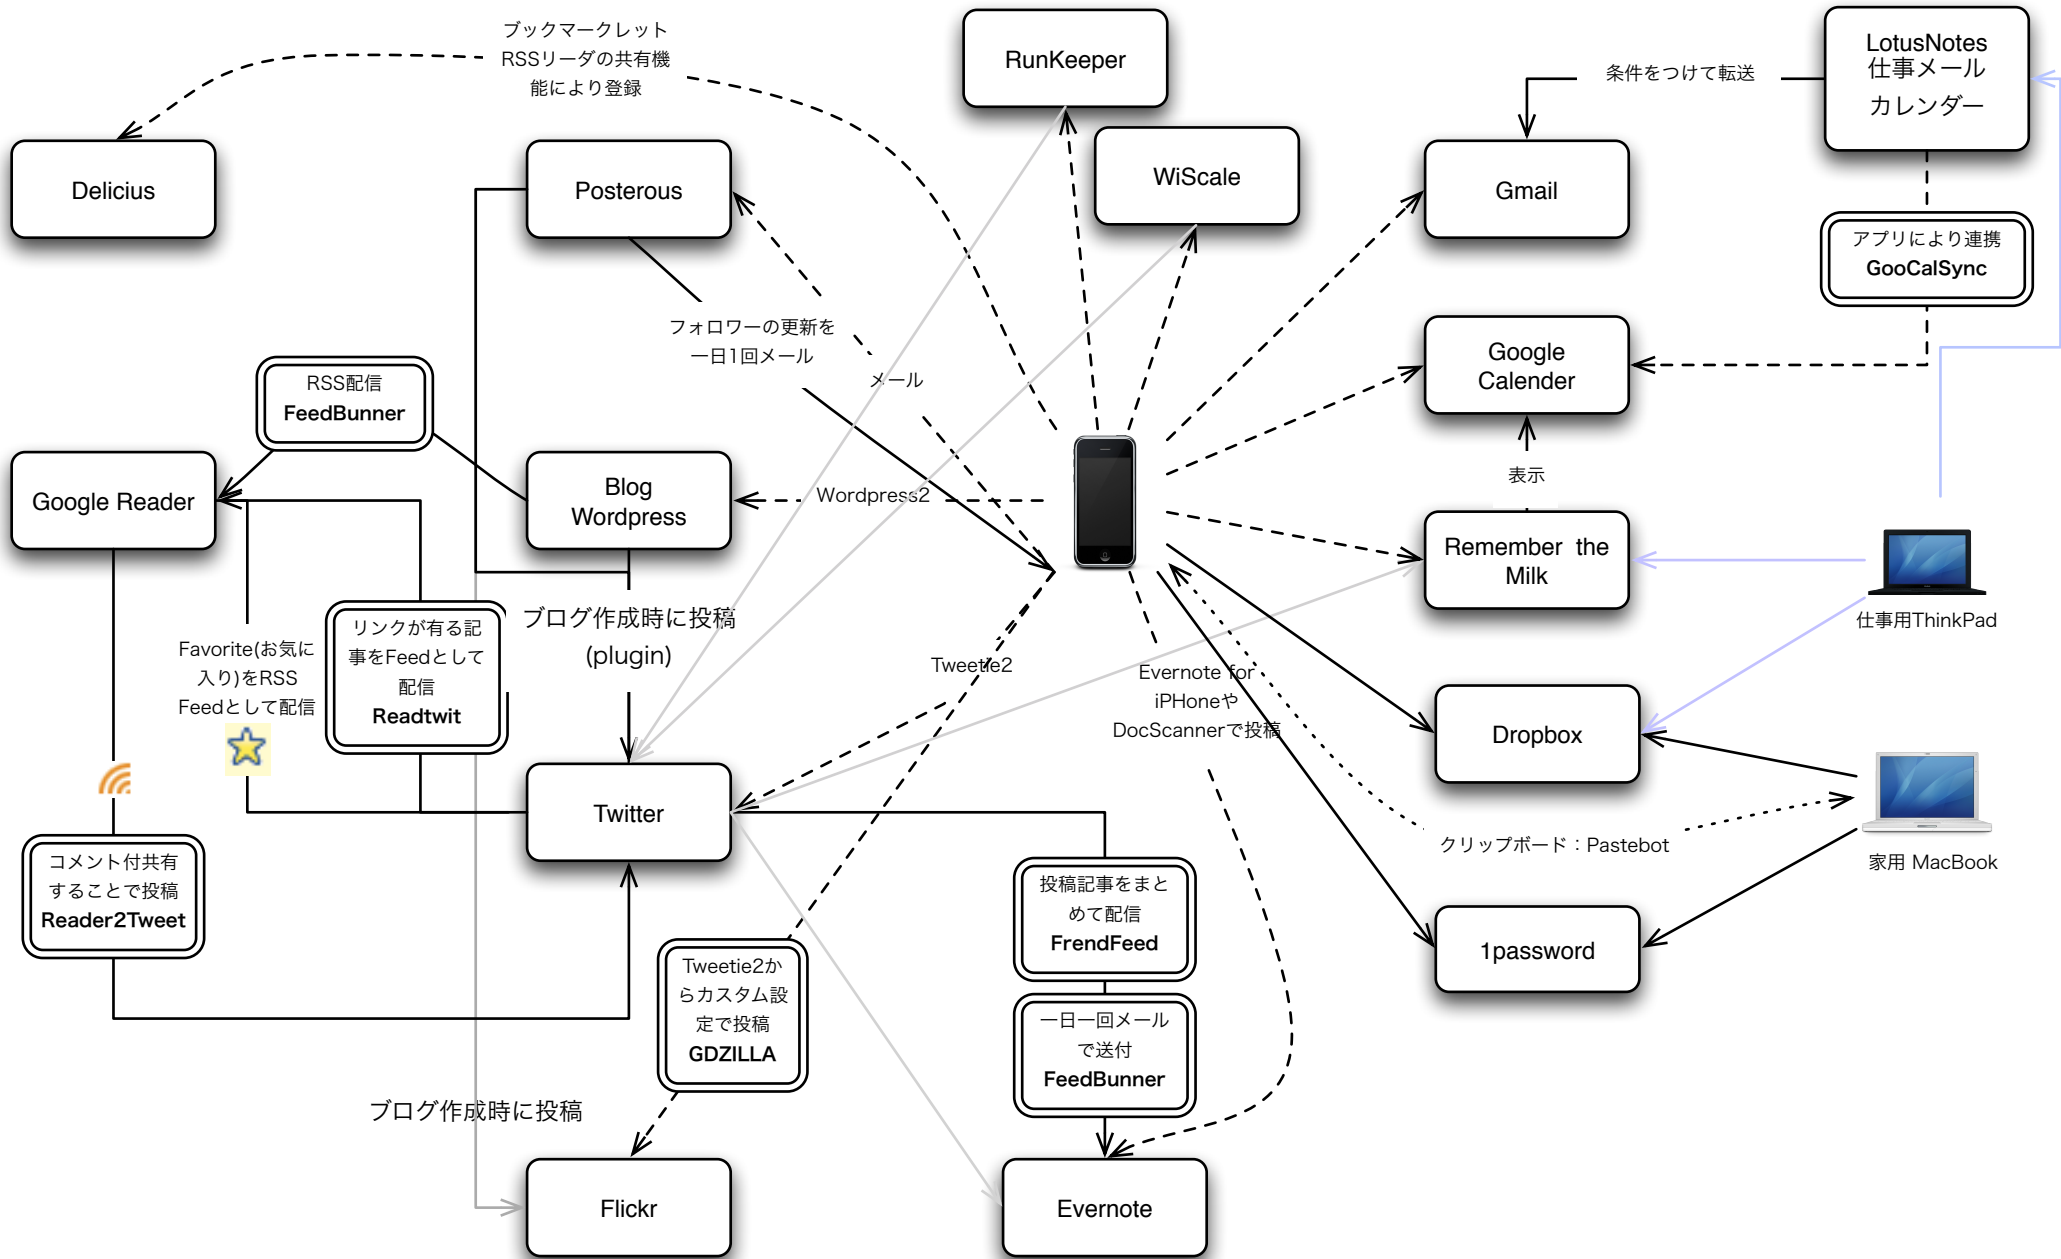 ブックマークレット
RSSリーダの共有機
能により登録
RunKeeper
LotusNotes
仕事メール
カレンダー
条件をつけて転送
Delicius
Posterous
WiScale
Gmail
アプリにより連携
GooCalSync
フォロワーの更新を
一日1回メール
メール
Google
Calender
RSS配信
FeedBunner
表示
Google Reader
Blog
Wordpress
Wordpress2
Remember the
Milk
仕事用ThinkPad
ブログ作成時に投稿
(plugin)
リンクが有る記
事をFeedとして
配信
Readtwit
Favorite(お気に
入り)をRSS
Feedとして配信
Tweetie2
Evernote for
iPHoneや
DocScannerで投稿
Dropbox
Twitter
クリップボード：Pastebot
家用 MacBook
コメント付共有
することで投稿
Reader2Tweet
投稿記事をまと
めて配信
FrendFeed
1password
Tweetie2か
らカスタム設
定で投稿
GDZILLA
一日一回メール
で送付
FeedBunner
ブログ作成時に投稿
Flickr
Evernote